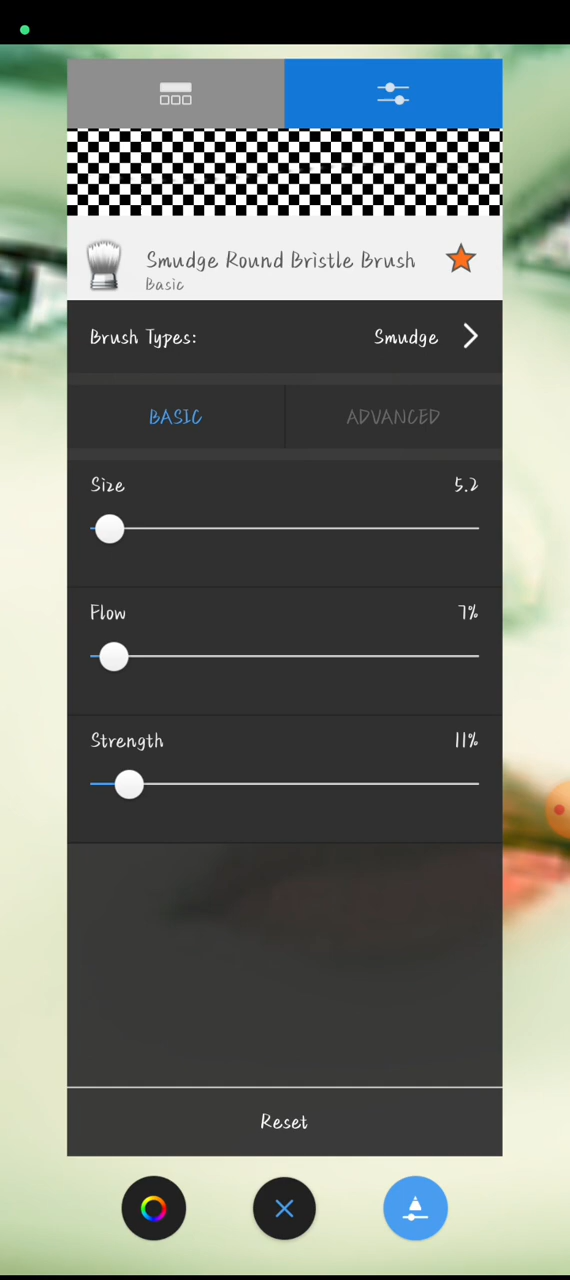 Smudge Round Bristle Brush
Basic
Brush Types: Smudge
BASIC ADVANCED
Size 5.2
Flow 7%
Strength 11%
Reset